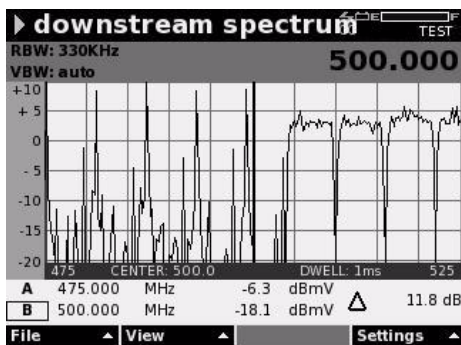 downstream spectrum
E F
TEST
RBW: 330KHz
VBW: auto
500.000
+10
+ 5
0
- 5
-10
-15
-20
475 CENTER: 500.0 DWELL: 1ms 525
A 475.000 MHz -6.3 dBmV
B 500.000 MHz -18.1 dBmV Δ 11.8 dB
File View Settings